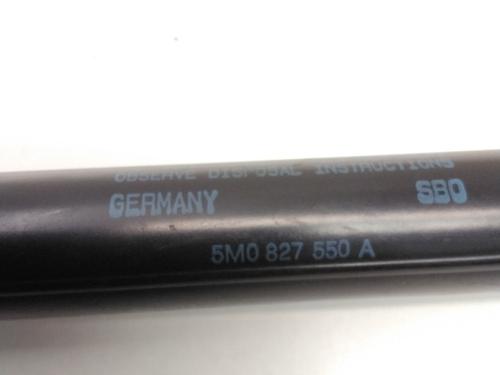 OBSERVE DISPOSAL INSTRUCTIONS
GERMANY SBO
5M0 827 550 A